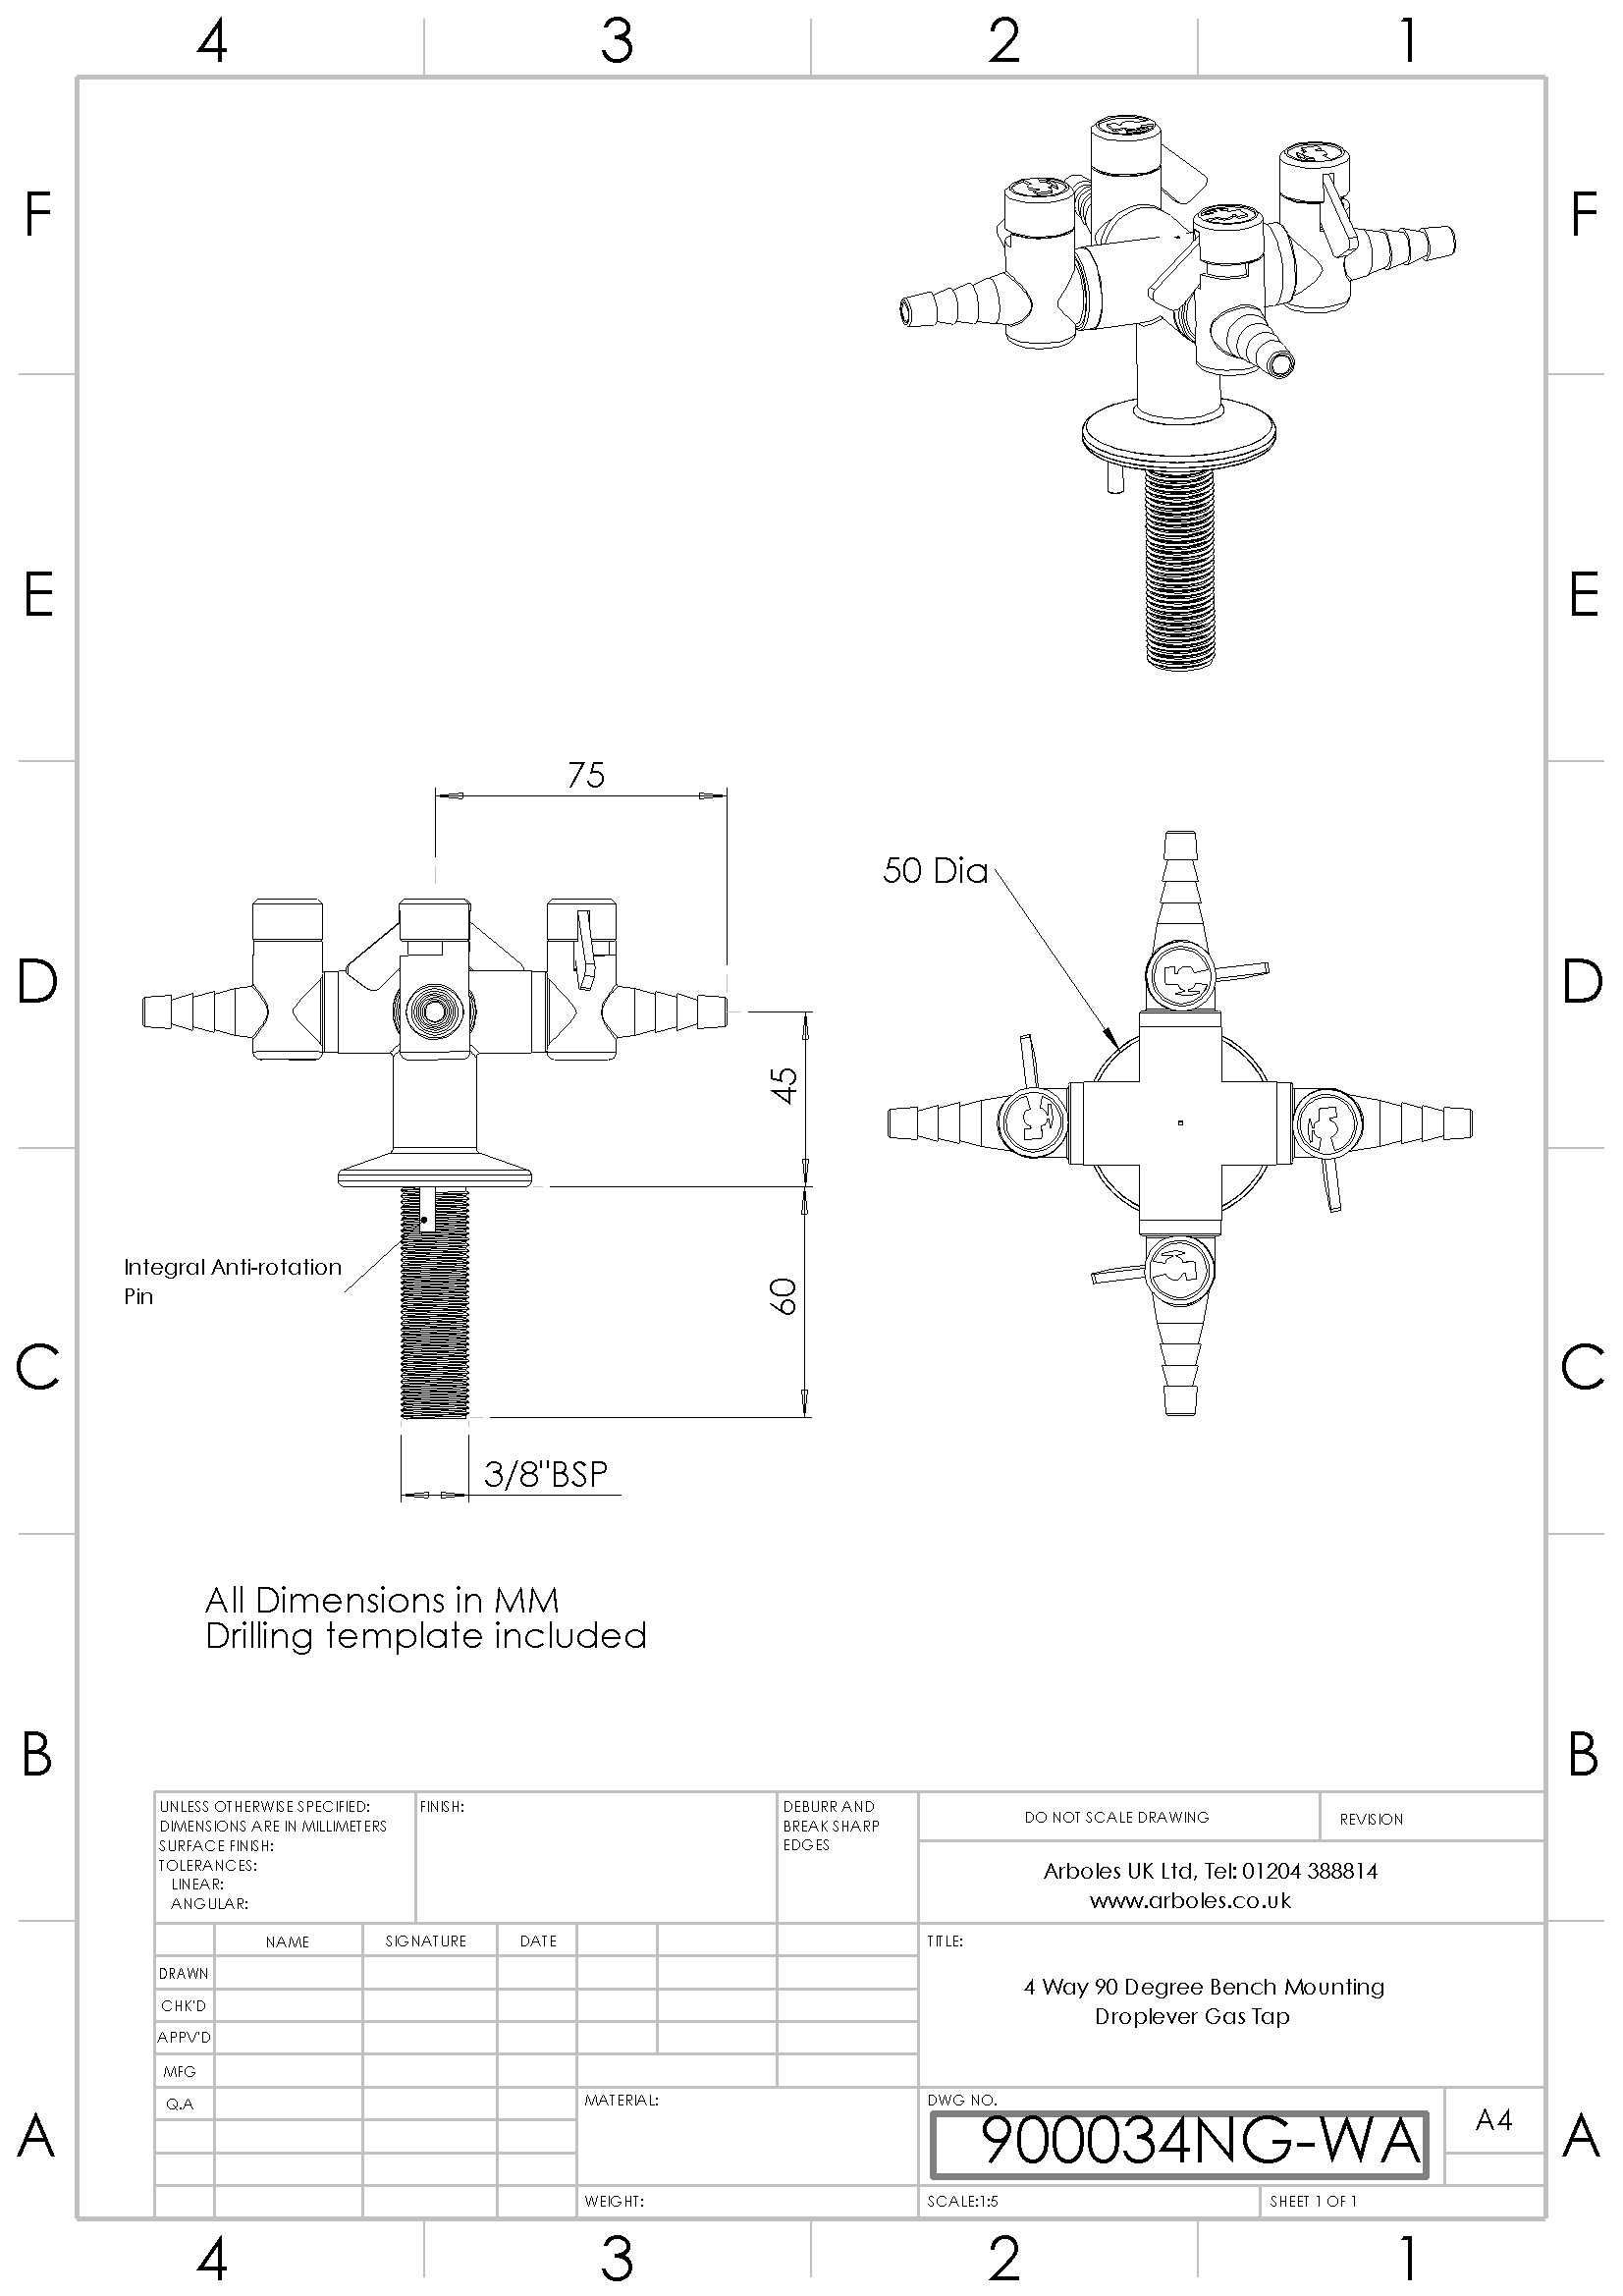 4 3 2 1
F F
E E
75
50 Dia
D D
45
Integral Anti-rotation
Pin
60
C C
3/8"BSP
All Dimensions in MM
Drilling template included
B B
UNLESS OTHERWISE SPECIFIED:
DIMENSIONS ARE IN MILLIMETERS
SURFACE FINISH:
TOLERANCES:
LINEAR:
ANGULAR:
FINISH:
DEBURR AND
BREAK SHARP
EDGES
DO NOT SCALE DRAWING
REVISION
Arboles UK Ltd, Tel: 01204 388814
www.arboles.co.uk
NAME SIGNATURE DATE
TITLE:
DRAWN
CHK'D
APPV'D
MFG
Q.A
4 Way 90 Degree Bench Mounting
Droplever Gas Tap
MATERIAL:
DWG NO.
900034NG-WA
A4
A A
WEIGHT:
SCALE:1:5
SHEET 1 OF 1
4 3 2 1